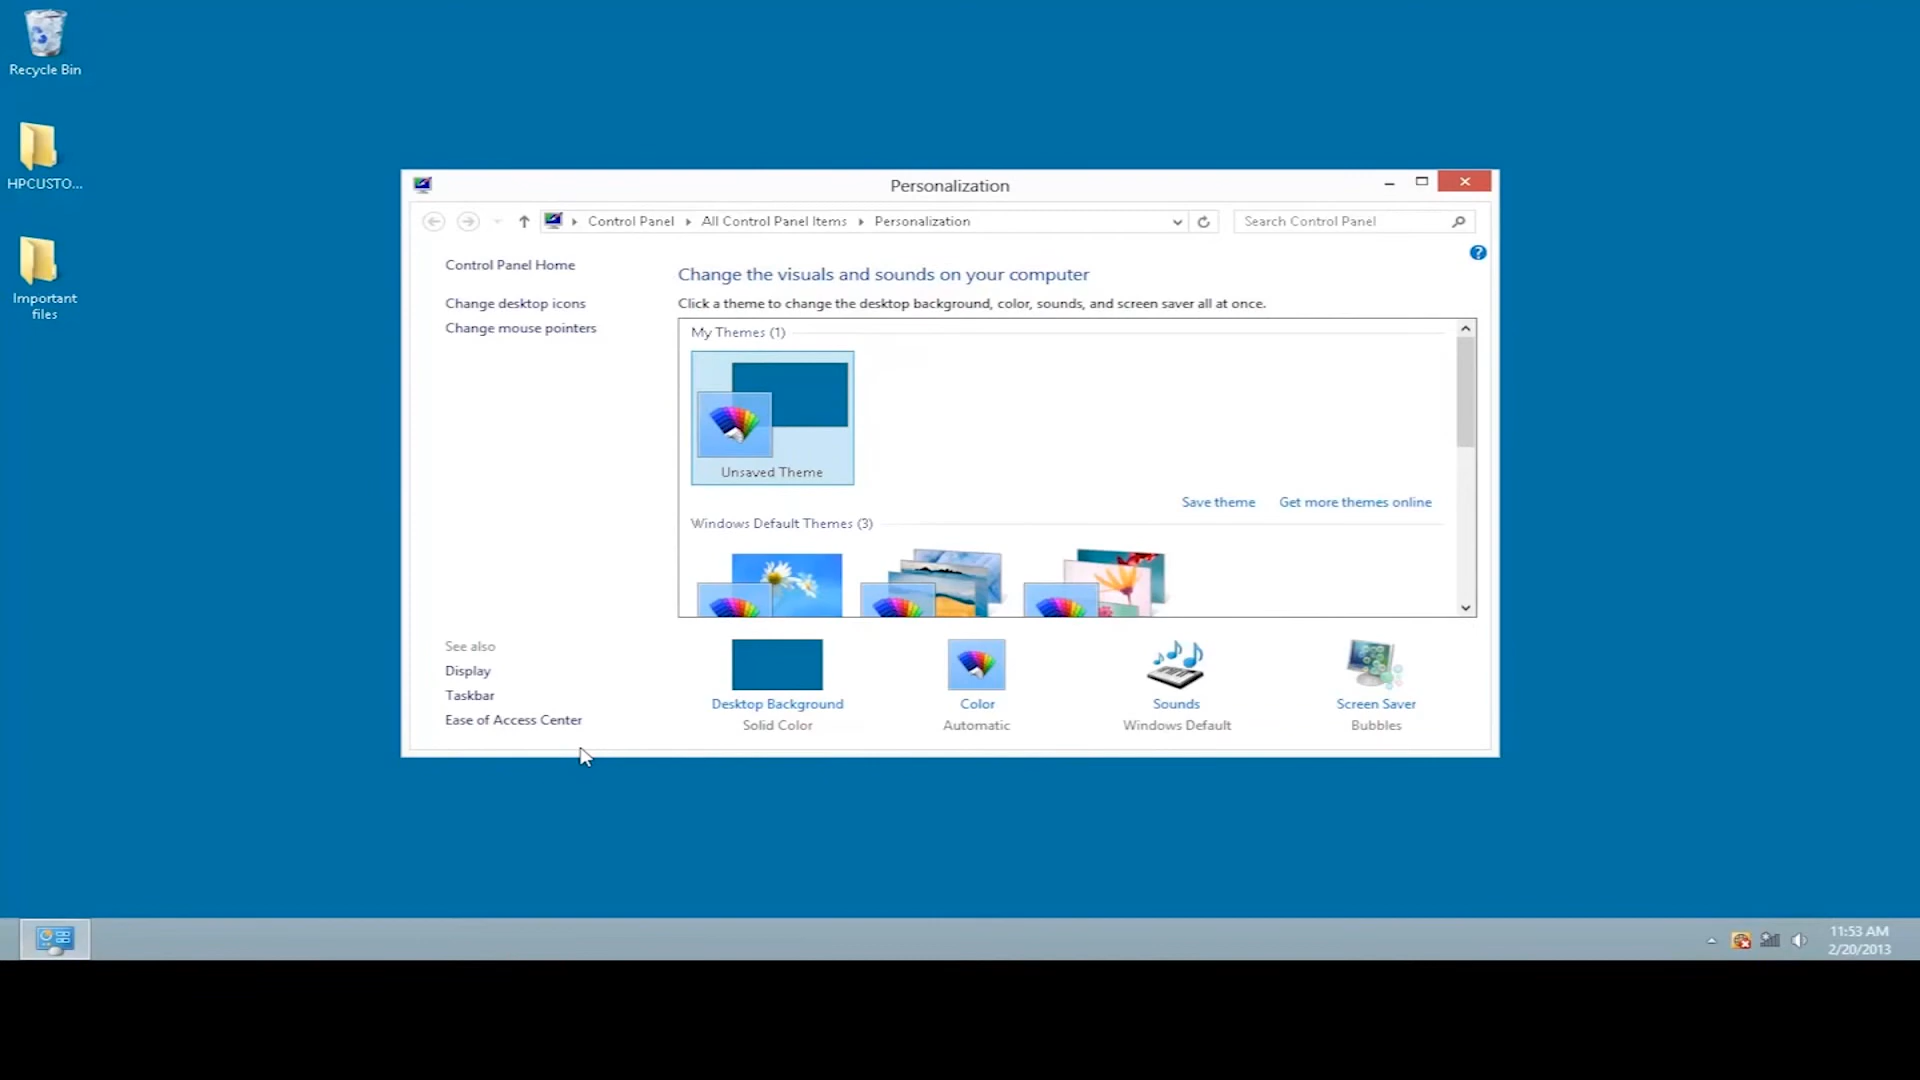 Recycle Bin
HPCUSTO...
Important
files
Personalization
Control Panel
All Control Panel Items
Personalization
Search Control Panel
Control Panel Home
Change desktop icons
Change mouse pointers
Change the visuals and sounds on your computer
Click a theme to change the desktop background, color, sounds, and screen saver all at once.
My Themes (1)
Unsaved Theme
Save theme
Get more themes online
Windows Default Themes (3)
See also
Display
Taskbar
Ease of Access Center
Desktop Background
Solid Color
Color
Automatic
Sounds
Windows Default
Screen Saver
Bubbles
11:53 AM
2/20/2013